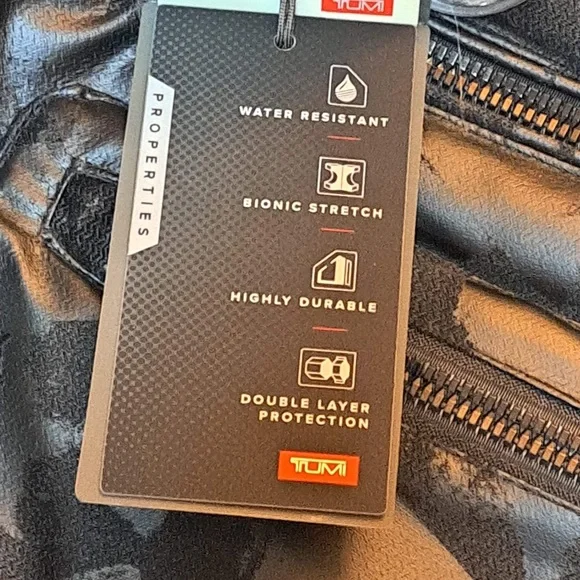 TUMI
PROPERTIES
WATER RESISTANT
BIONIC STRETCH
HIGHLY DURABLE
DOUBLE LAYER
PROTECTION
TUMI